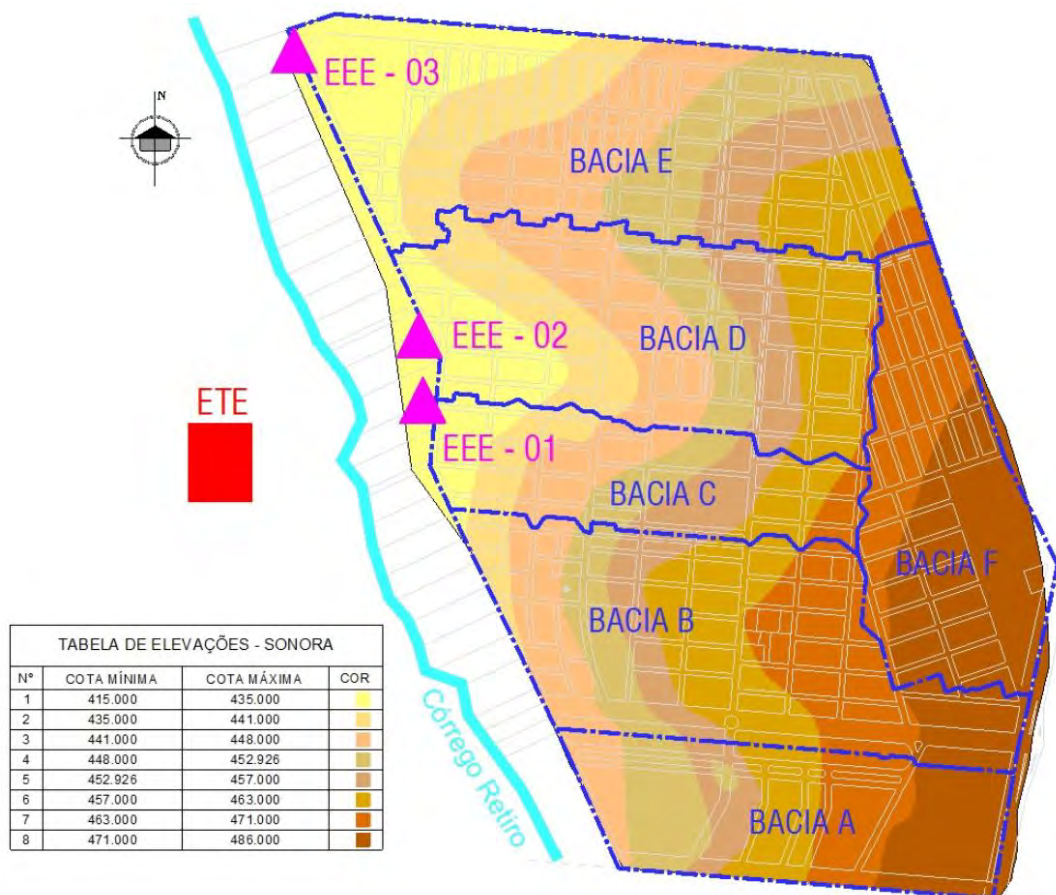 EEE - 03
N
BACIA E
EEE - 02
BACIA D
ETE
EEE - 01
BACIA C
BACIA F
BACIA B
TABELA DE ELEVAÇÕES - SONORA
Nº COTA MÍNIMA COTA MÁXIMA COR
1 415.000 435.000
2 435.000 441.000
3 441.000 448.000
4 448.000 452.926
5 452.926 457.000
6 457.000 463.000
7 463.000 471.000
8 471.000 486.000
Córrego Retiro
BACIA A